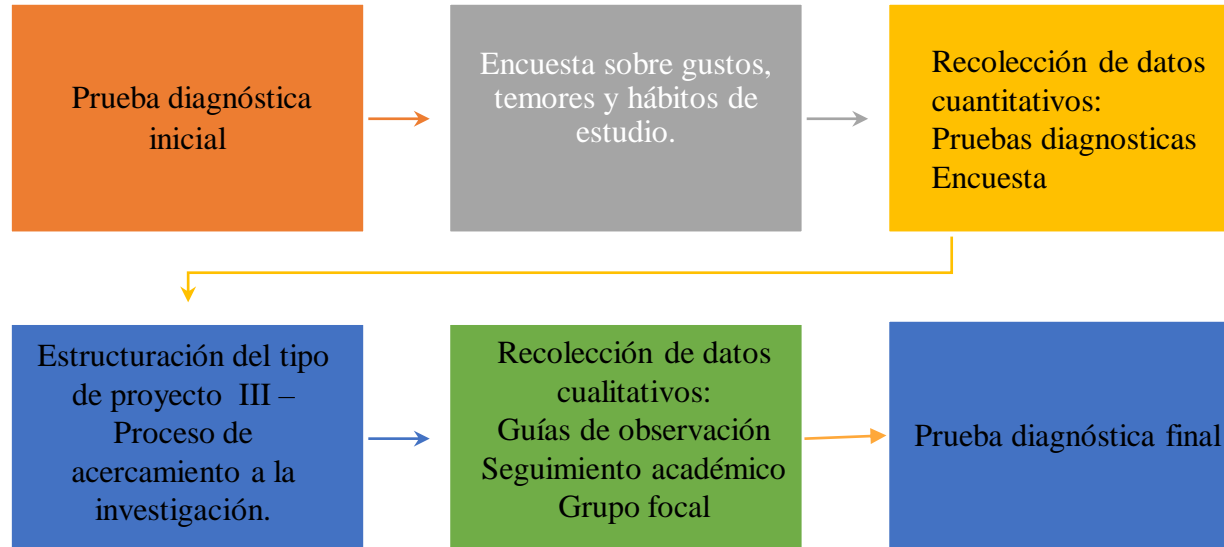 Prueba diagnóstica
inicial
Encuesta sobre gustos,
temores y hábitos de
estudio.
Recolección de datos
cuantitativos:
Pruebas diagnosticas
Encuesta
Estructuración del tipo
de proyecto III –
Proceso de
acercamiento a la
investigación.
Recolección de datos
cualitativos:
Guías de observación
Seguimiento académico
Grupo focal
Prueba diagnóstica final